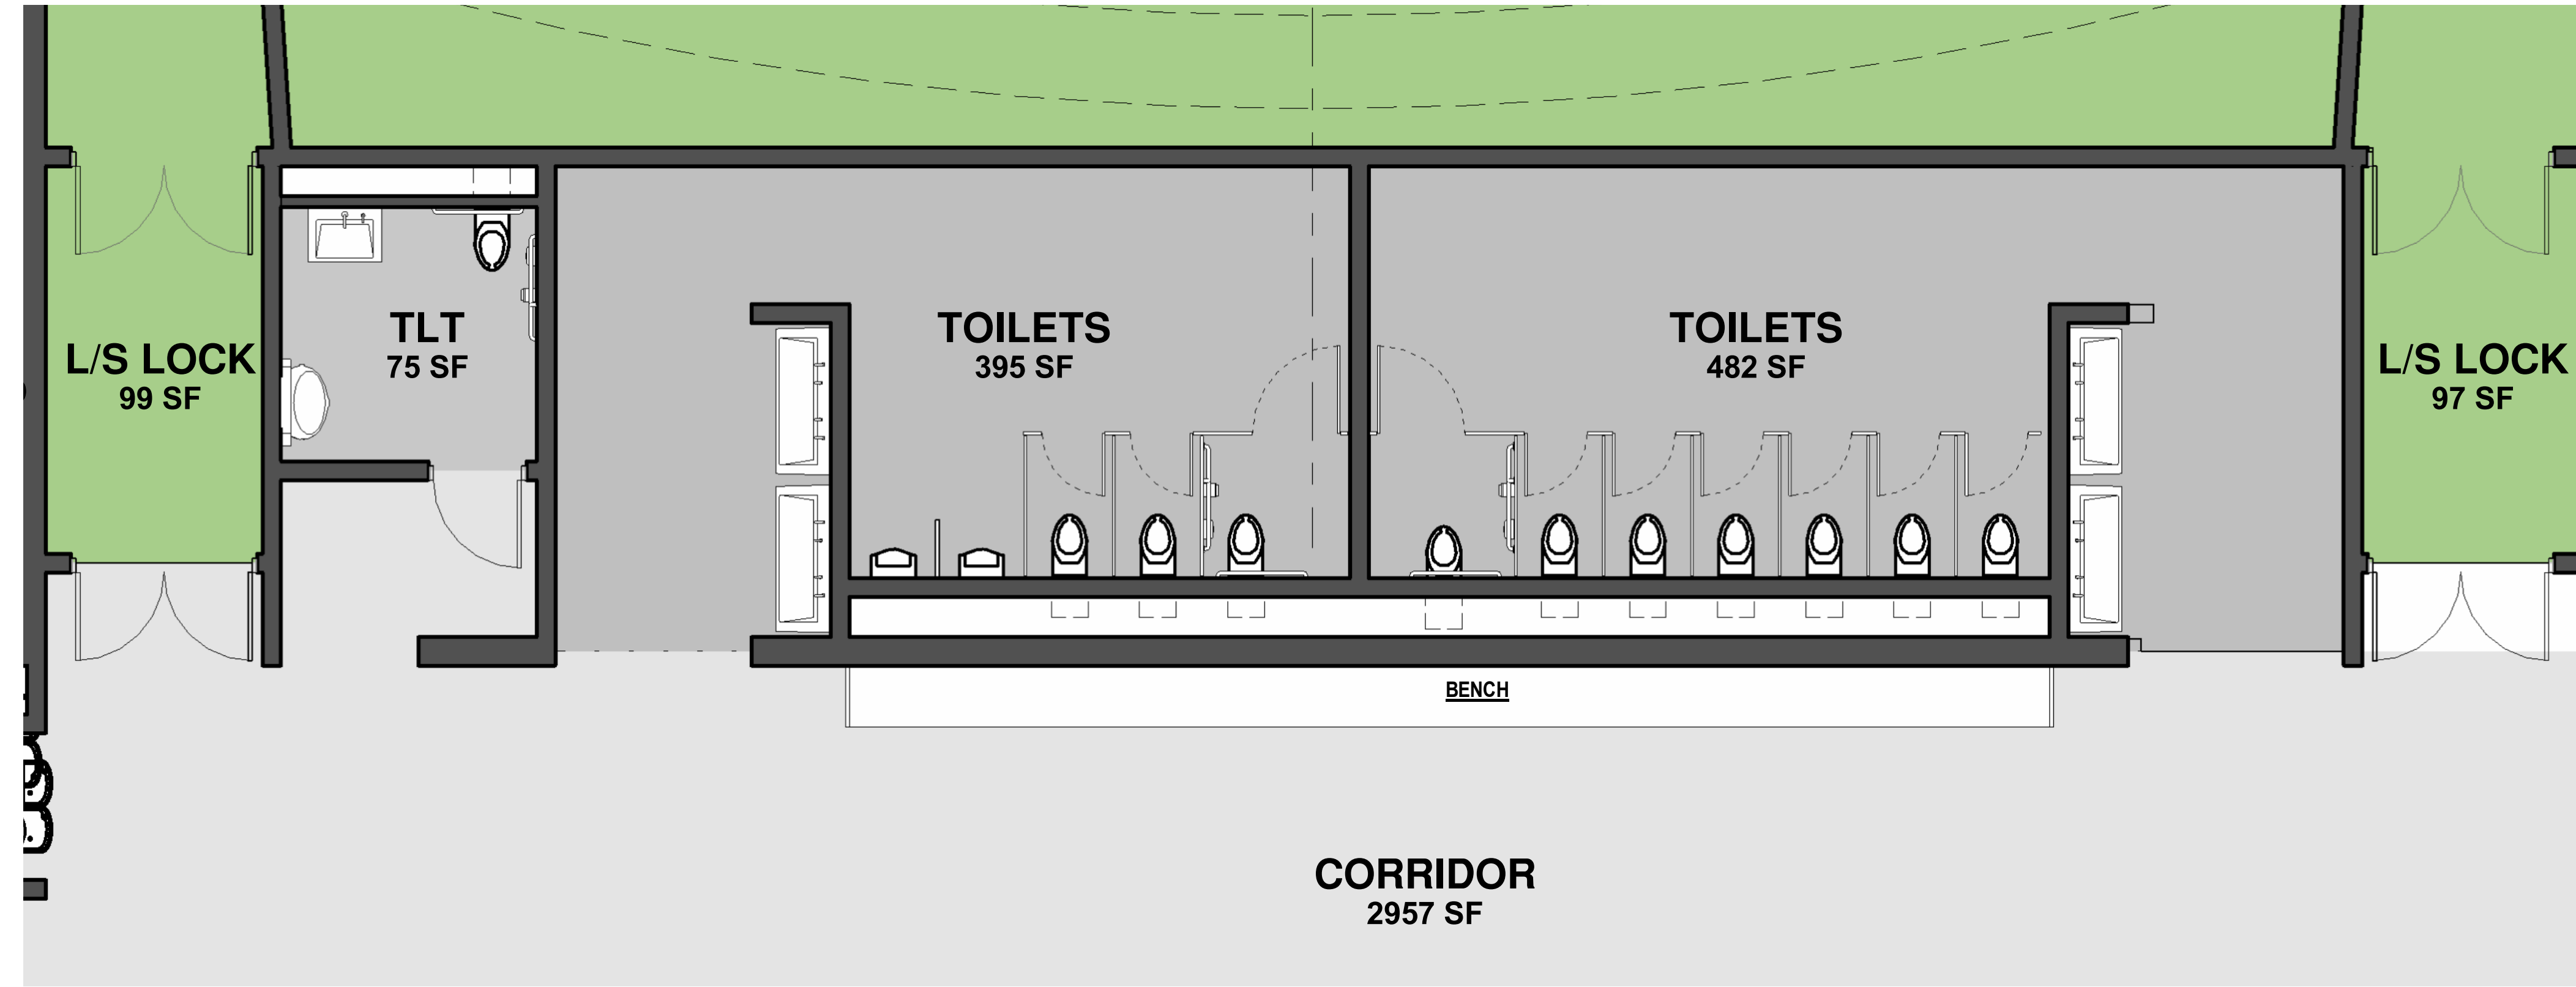 L/S LOCK
99 SF
TLT
75 SF
TOILETS
395 SF
TOILETS
482 SF
L/S LOCK
97 SF
BENCH
CORRIDOR
2957 SF